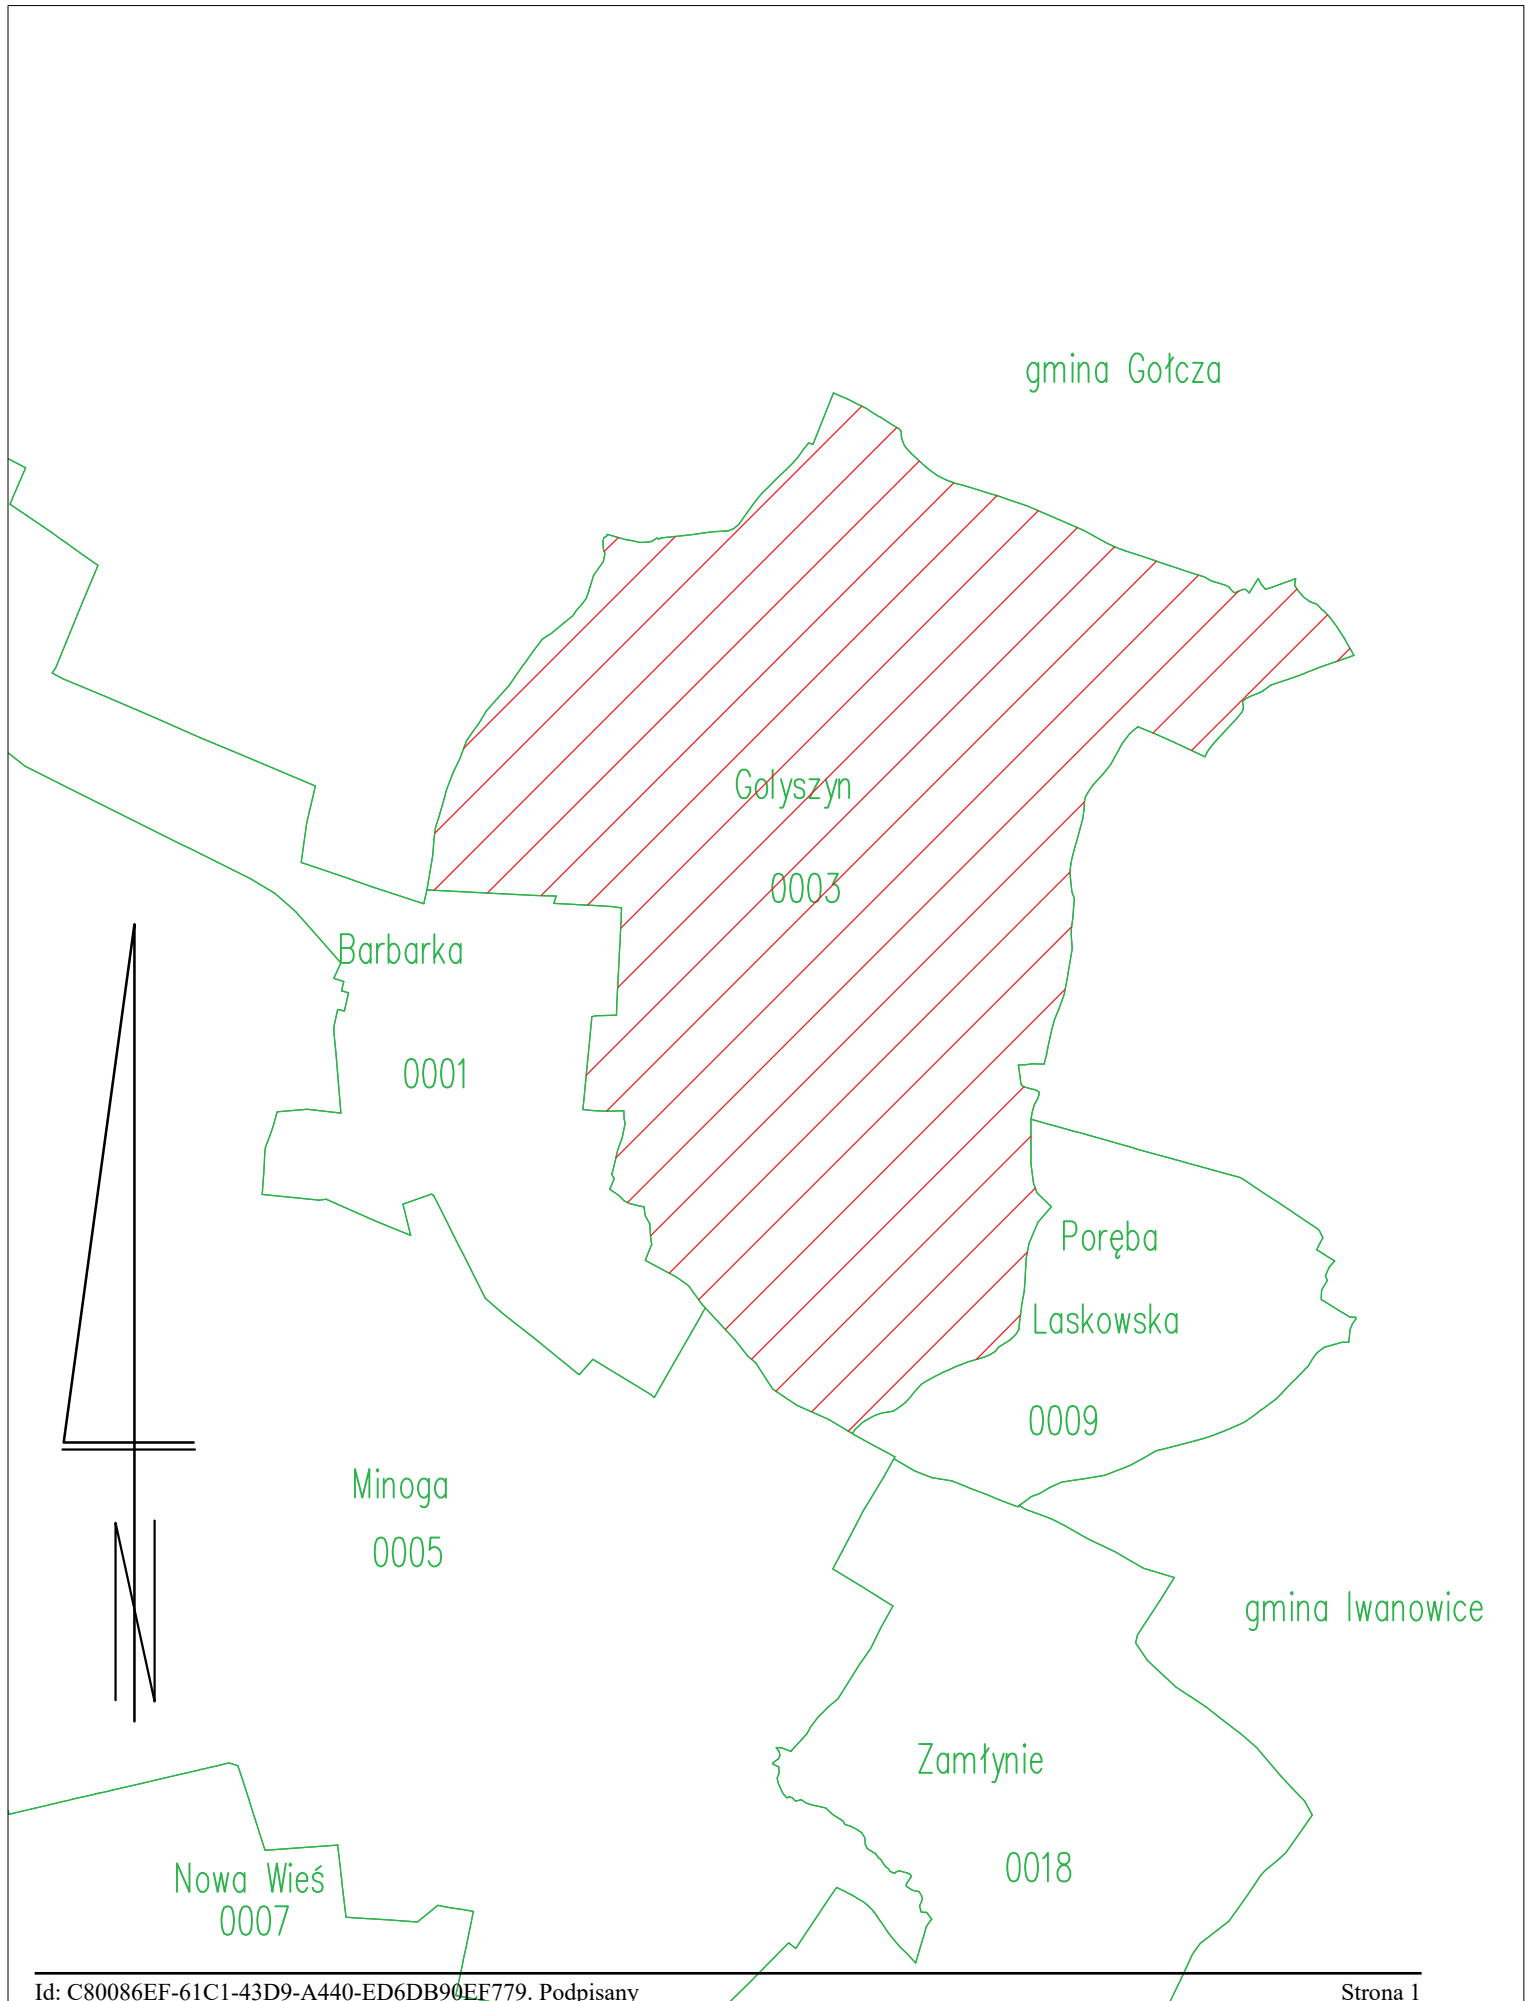 gmina Gołcza
Gołyszyn
0003
Barbarka
0001
Poręba
Laskowska
0009
Minoga
0005
N
gmina Iwanowice
Zamłynie
0018
Nowa Wieś
0007
Id: C80086EF-61C1-43D9-A440-ED6DB90EF779. Podpisany
Strona 1